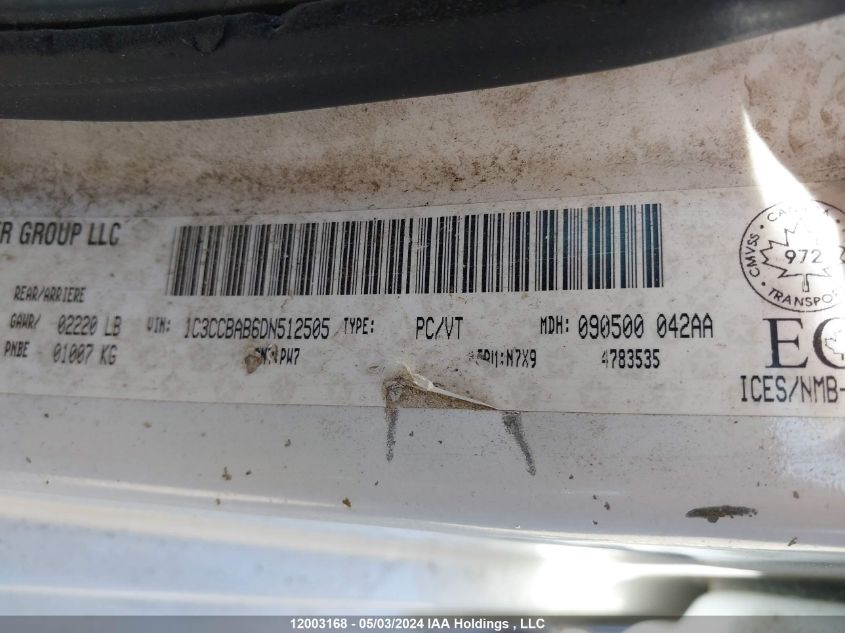 ER GROUP LLC
REAR/ARRIERE
GAWR/ 02220 LB VIN: 1C3CCBAB6DN512505 TYPE: PC/VT MDH: 090500 042AA
PNBE 01007 KG PW7 :N7X9 4783535
CMVSS
972
TRANSPO
ICES/NMB-
12003168 - 05/03/2024 IAA Holdings , LLC